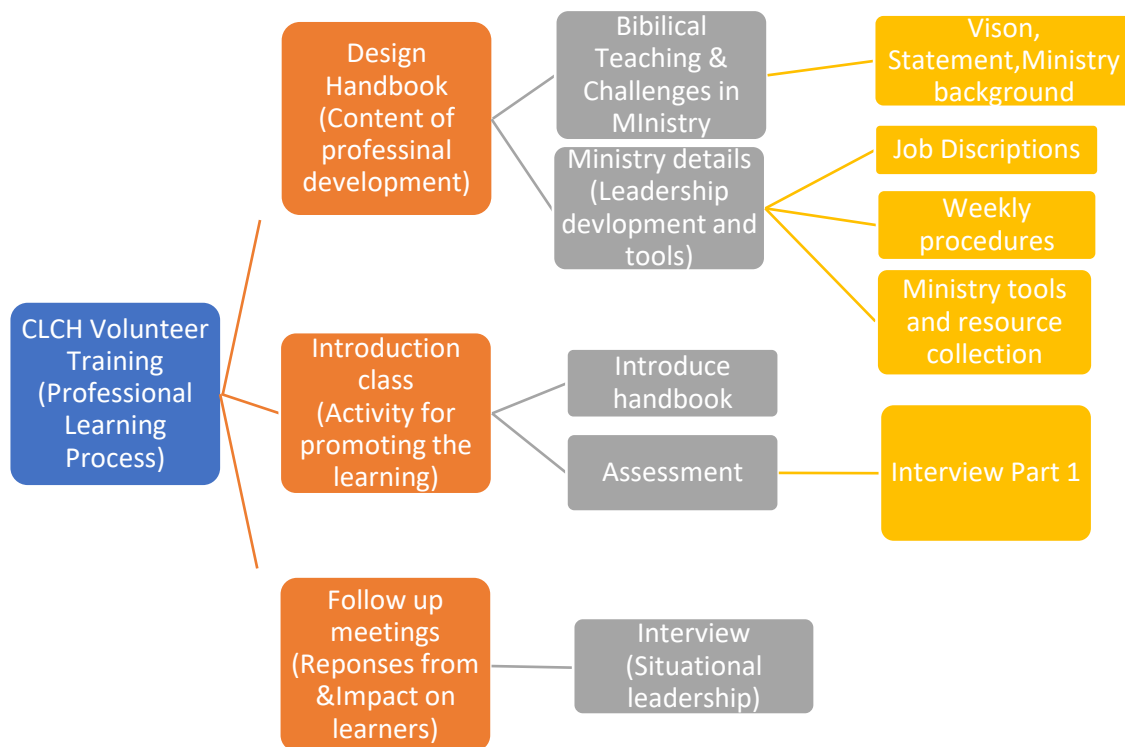 CLCH Volunteer
Training
(Professional
Learning
Process)
Design
Handbook
(Content of
professinal
development)
Bibilical
Teaching &
Challenges in
MInistry
Vison,
Statement,Ministry
background
Ministry details
(Leadership
devlopment and
tools)
Job Discriptions
Weekly
procedures
Ministry tools
and resource
collection
Introduction
class
(Activity for
promoting the
learning)
Introduce
handbook
Assessment
Interview Part 1
Follow up
meetings
(Reponses from
&Impact on
learners)
Interview
(Situational
leadership)